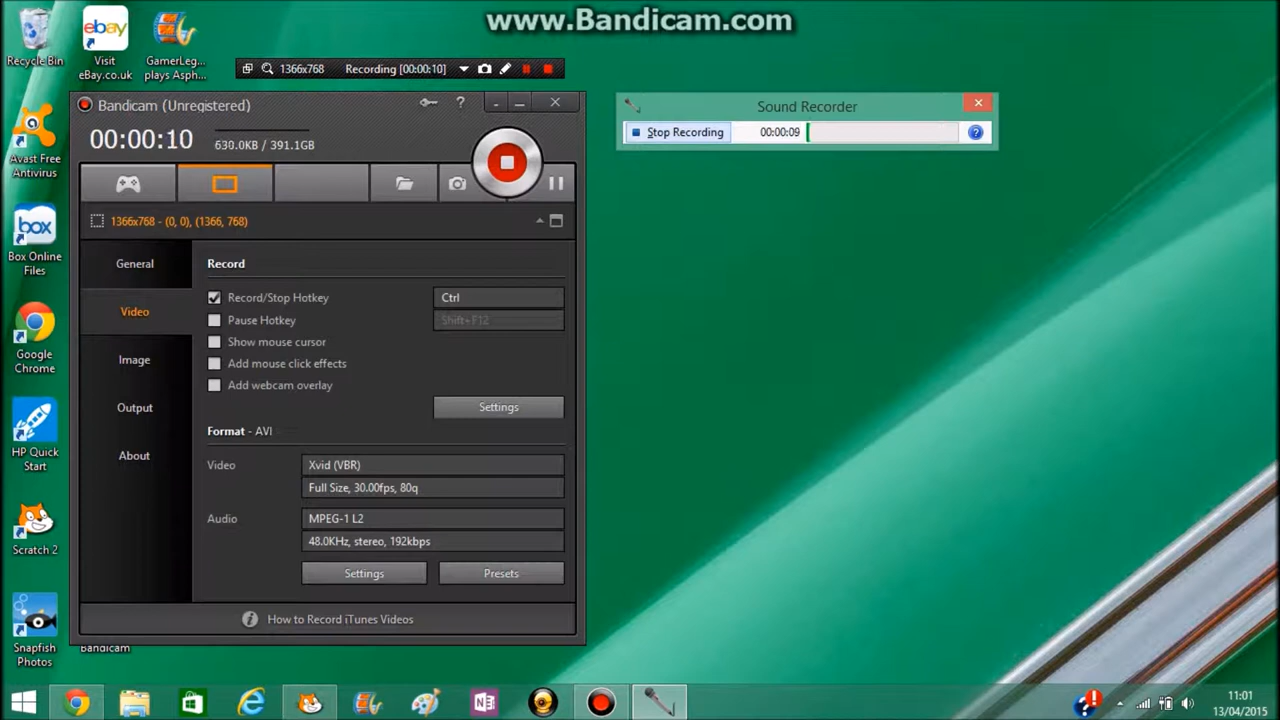 www.Bandicam.com
Recycle Bin
ebay
Visit
eBay.co.uk
GamerLeg...
plays Asph...
1366x768
Recording [00:00:10]
Bandicam (Unregistered)
?
00:00:10
630.0KB / 391.1GB
1366x768 - (0, 0), (1366, 768)
General
Video
Image
Output
About
Record
Record/Stop Hotkey
Ctrl
Pause Hotkey
Shift+F12
Show mouse cursor
Add mouse click effects
Add webcam overlay
Settings
Format - AVI
Video
Xvid (VBR)
Full Size, 30.00fps, 80q
Audio
MPEG-1 L2
48.0KHz, stereo, 192kbps
Settings
Presets
How to Record iTunes Videos
Sound Recorder
Stop Recording
00:00:09
?
Avast Free
Antivirus
box
Box Online
Files
Google
Chrome
HP Quick
Start
Scratch 2
Snapfish
Photos
Bandicam
11:01
13/04/2015